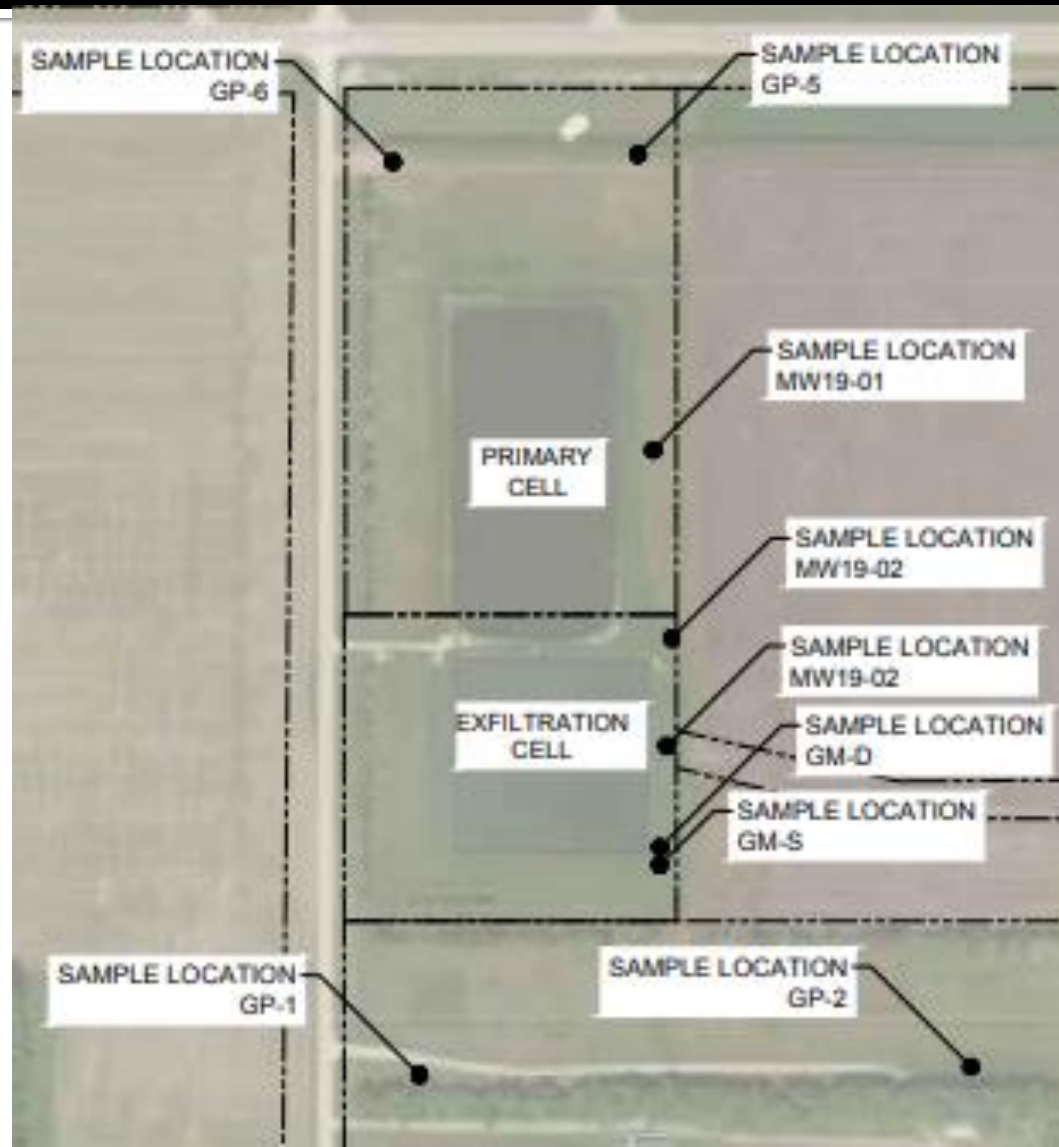 SAMPLE LOCATION
GP-6
SAMPLE LOCATION
GP-5
SAMPLE LOCATION
MW19-01
PRIMARY
CELL
SAMPLE LOCATION
MW19-02
SAMPLE LOCATION
MW19-02
EXFILTRATION
CELL
SAMPLE LOCATION
GM-D
SAMPLE LOCATION
GM-S
SAMPLE LOCATION
GP-1
SAMPLE LOCATION
GP-2